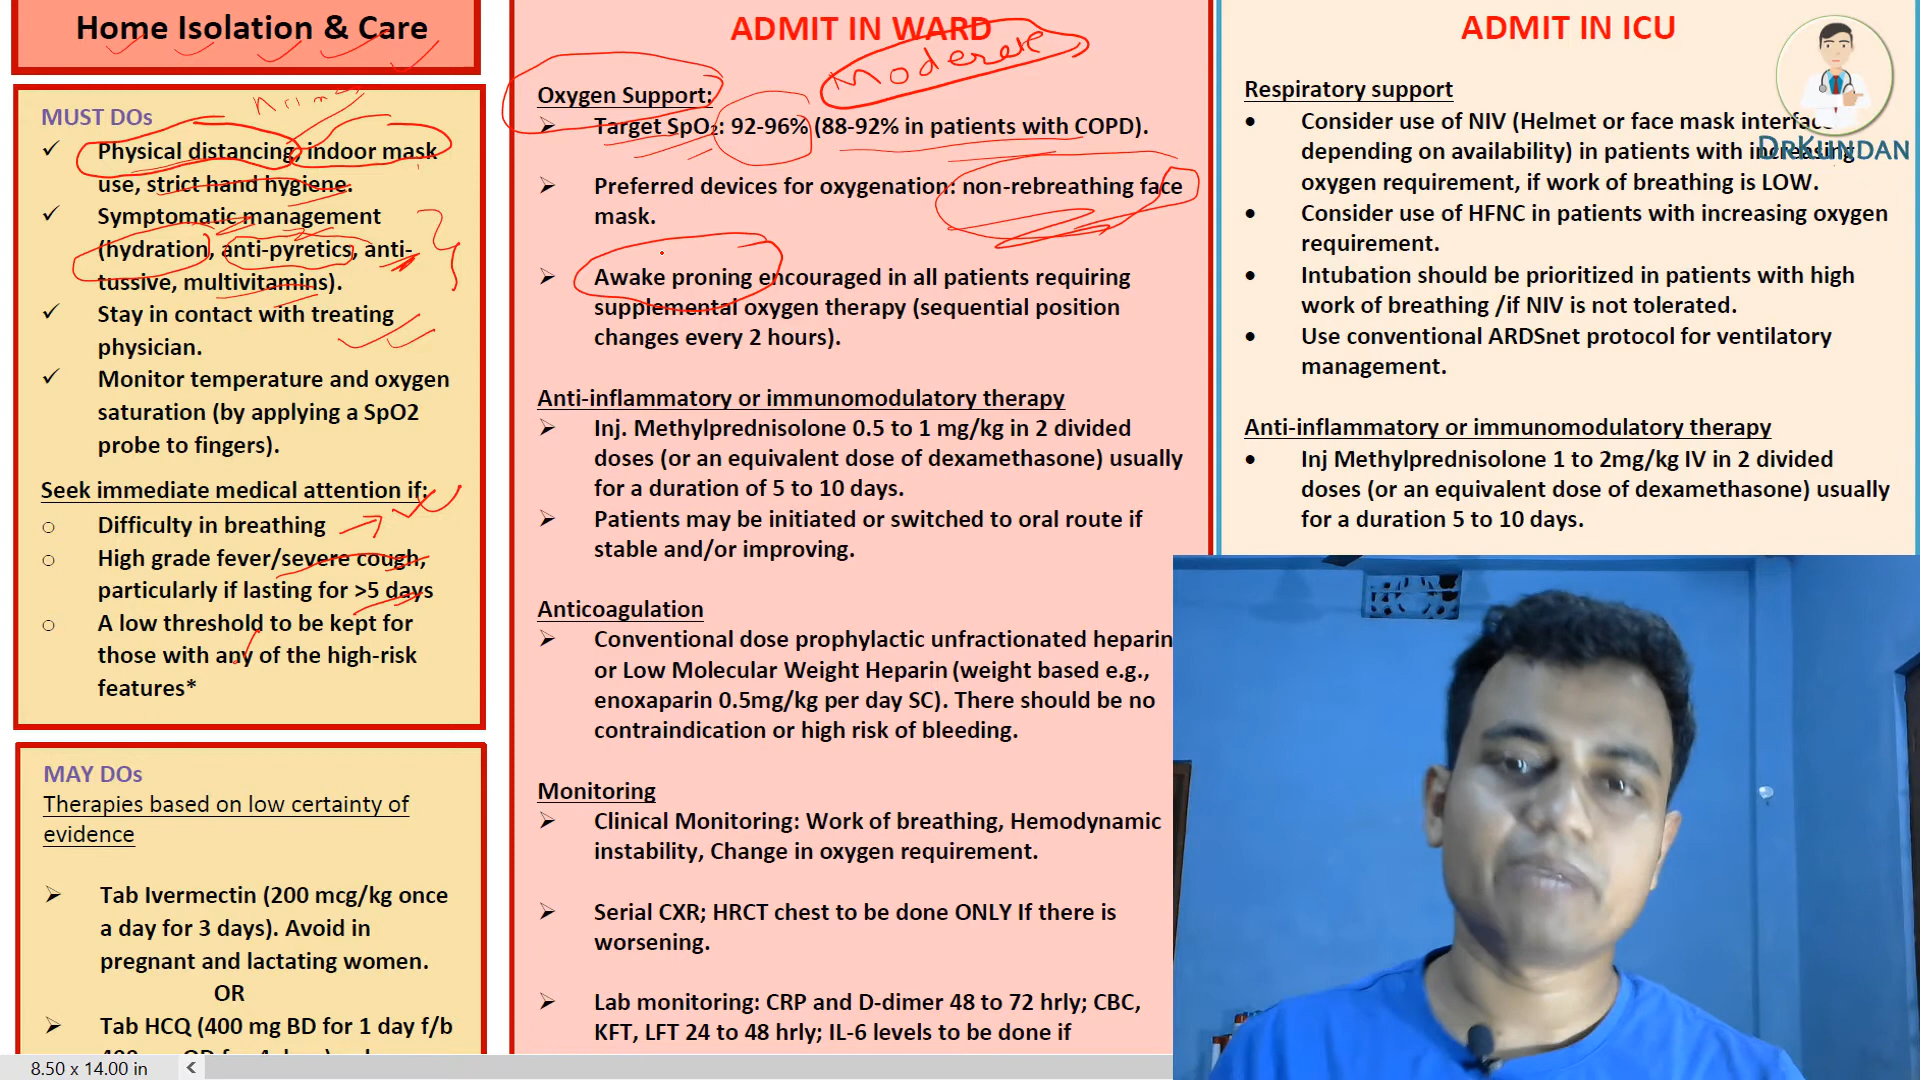 Home Isolation & Care
MUST DOs
Physical distancing, indoor mask
use, strict hand hygiene.
Symptomatic management
(hydration, anti-pyretics, anti-
tussive, multivitamins).
Stay in contact with treating
physician.
Monitor temperature and oxygen
saturation (by applying a SpO2
probe to fingers).
Seek immediate medical attention if:
Difficulty in breathing
High grade fever/severe cough,
particularly if lasting for >5 days
A low threshold to be kept for
those with any of the high-risk
features*
MAY DOs
Therapies based on low certainty of
evidence
Tab Ivermectin (200 mcg/kg once
a day for 3 days). Avoid in
pregnant and lactating women.
OR
Tab HCQ (400 mg BD for 1 day f/b
8.50 x 14.00 in
ADMIT IN WARD
Moderate
Oxygen Support:
Target SpO₂: 92-96% (88-92% in patients with COPD).
Preferred devices for oxygenation: non-rebreathing face
mask.
Awake proning encouraged in all patients requiring
supplemental oxygen therapy (sequential position
changes every 2 hours).
Anti-inflammatory or immunomodulatory therapy
Inj. Methylprednisolone 0.5 to 1 mg/kg in 2 divided
doses (or an equivalent dose of dexamethasone) usually
for a duration of 5 to 10 days.
Patients may be initiated or switched to oral route if
stable and/or improving.
Anticoagulation
Conventional dose prophylactic unfractionated heparin
or Low Molecular Weight Heparin (weight based e.g.,
enoxaparin 0.5mg/kg per day SC). There should be no
contraindication or high risk of bleeding.
Monitoring
Clinical Monitoring: Work of breathing, Hemodynamic
instability, Change in oxygen requirement.
Serial CXR; HRCT chest to be done ONLY If there is
worsening.
Lab monitoring: CRP and D-dimer 48 to 72 hrly; CBC,
KFT, LFT 24 to 48 hrly; IL-6 levels to be done if
ADMIT IN ICU
DRKUNDAN
Respiratory support
Consider use of NIV (Helmet or face mask interface
depending on availability) in patients with increasing
oxygen requirement, if work of breathing is LOW.
Consider use of HFNC in patients with increasing oxygen
requirement.
Intubation should be prioritized in patients with high
work of breathing /if NIV is not tolerated.
Use conventional ARDSnet protocol for ventilatory
management.
Anti-inflammatory or immunomodulatory therapy
Inj Methylprednisolone 1 to 2mg/kg IV in 2 divided
doses (or an equivalent dose of dexamethasone) usually
for a duration 5 to 10 days.